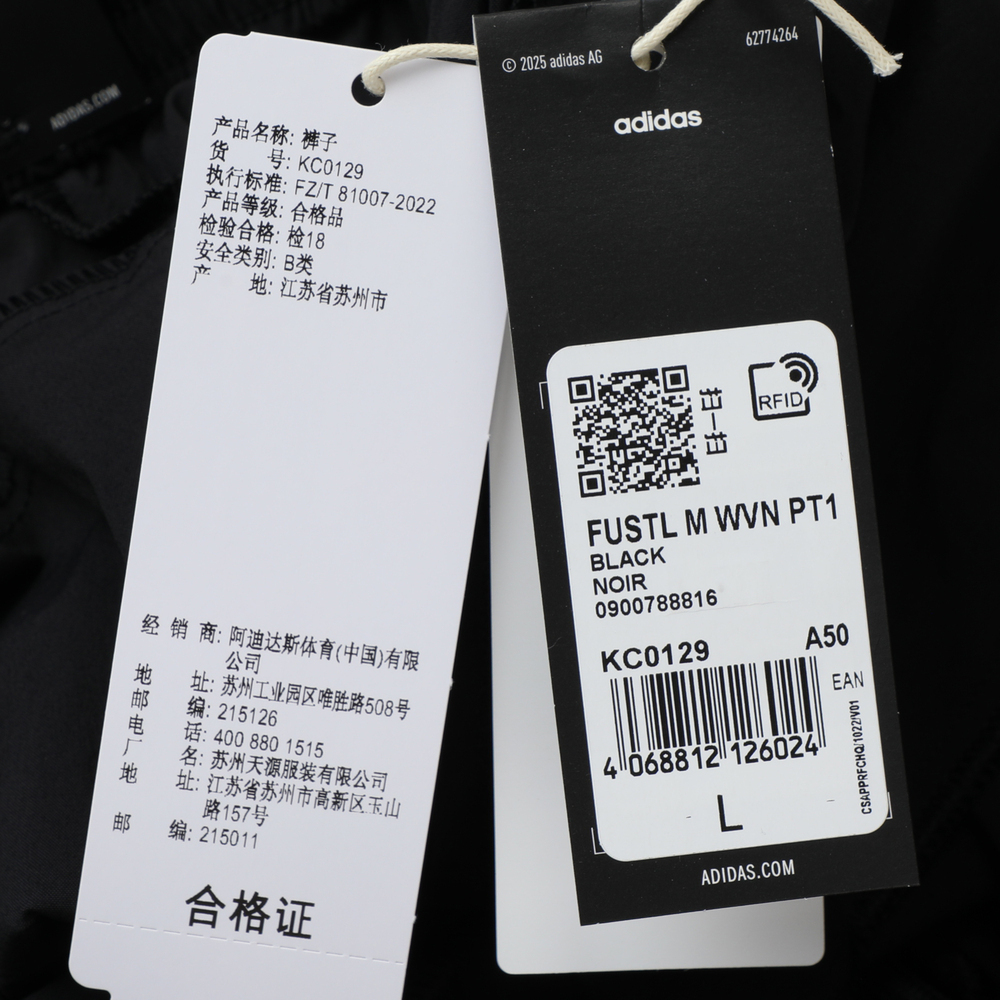 ADIDAS.COM
产品名称: 裤子
货 号: KC0129
执行标准: FZ/T 81007-2022
产品等级: 合格品
检验合格: 检18
安全类别: B类
产 地: 江苏省苏州市
经 销 商: 阿迪达斯体育(中国)有限
公司
地 址: 苏州工业园区唯胜路508号
邮 编: 215126
电 话: 400 880 1515
厂 名: 苏州天源服装有限公司
地 址: 江苏省苏州市高新区玉山
路157号
邮 编: 215011
合格证
© 2025 adidas AG
62774264
adidas
RFID
FUSTL M WVN PT1
BLACK
NOIR
0900788816
KC0129
A50
EAN
4 068812 126024
CSAPPRFCHQ/1022/V01
L
ADIDAS.COM